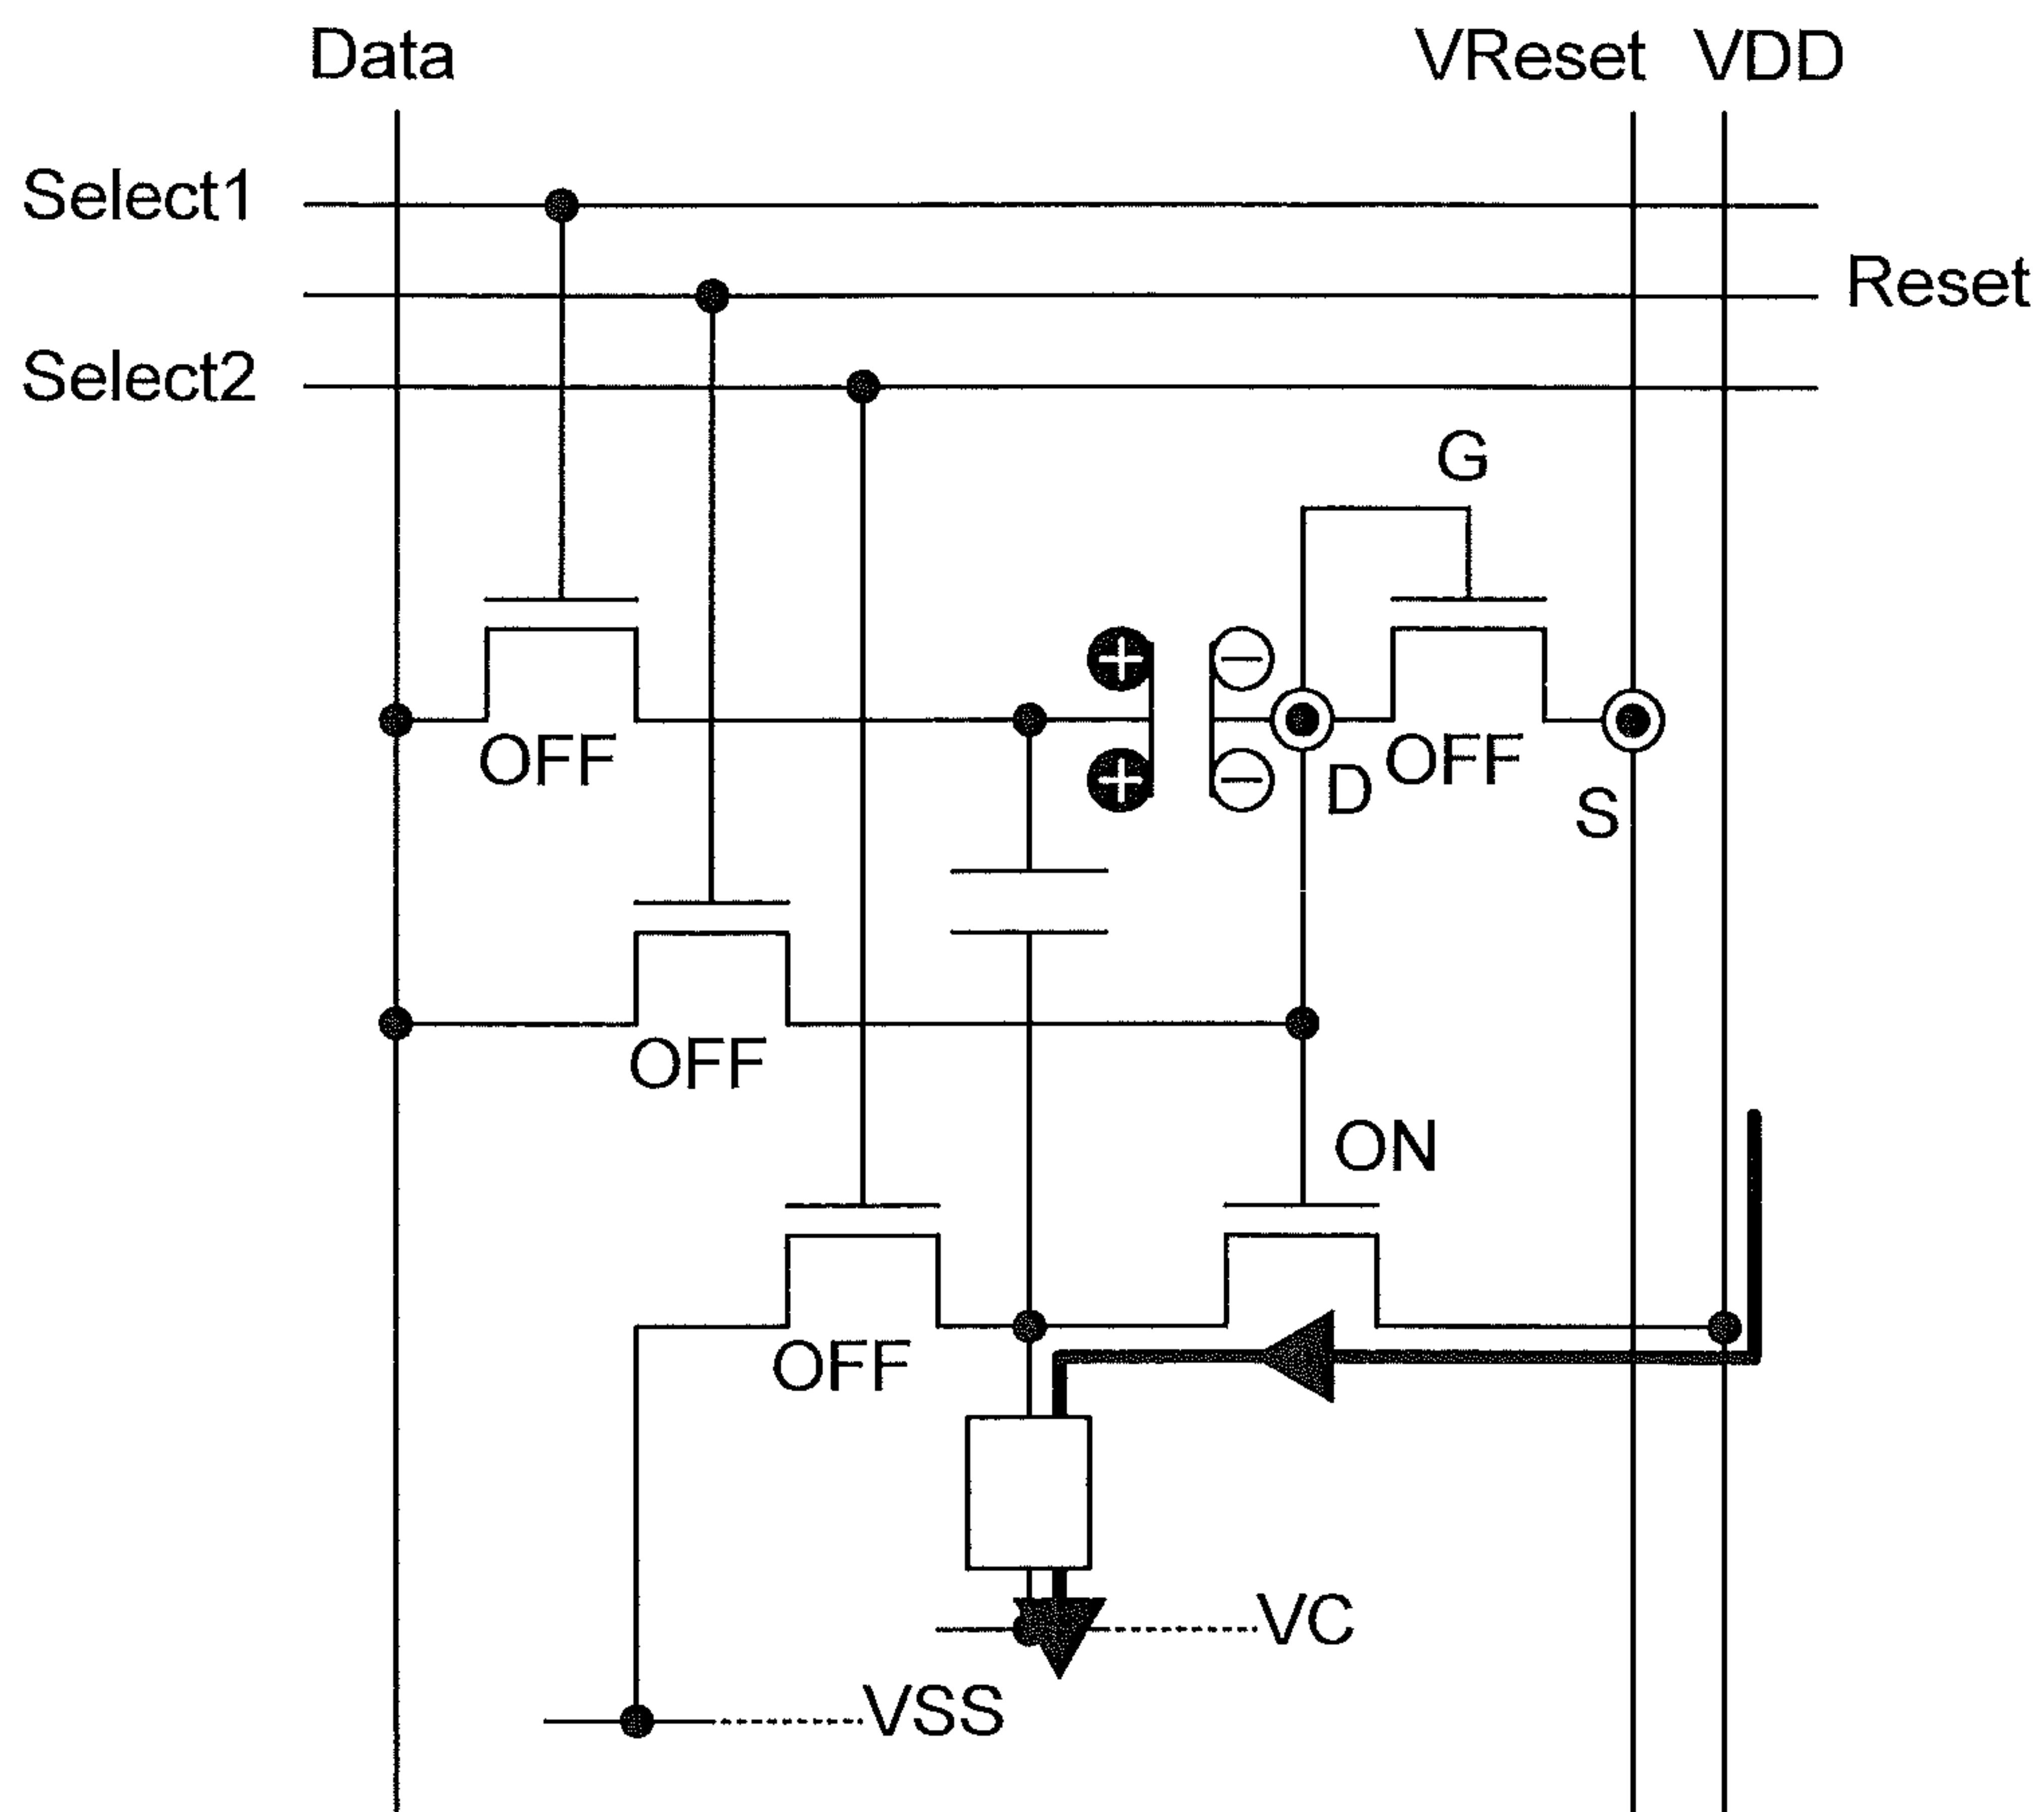 Data
VReset
VDD
Select1
Reset
Select2
G
+
−
OFF
D
OFF
+
−
S
OFF
ON
OFF
VC
VSS